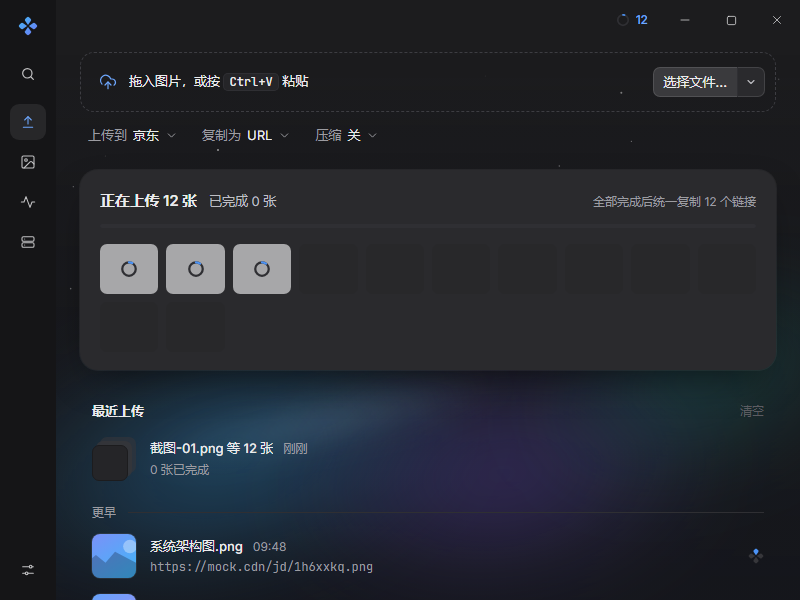 12
拖入图片，或按 Ctrl+V 粘贴
选择文件...
上传到 京东 复制为 URL 压缩 关
正在上传 12 张 已完成 0 张
全部完成后统一复制 12 个链接
最近上传
清空
截图-01.png 等 12 张 刚刚
0 张已完成
更早
系统架构图.png 09:48
https://mock.cdn/jd/1h6xxkq.png